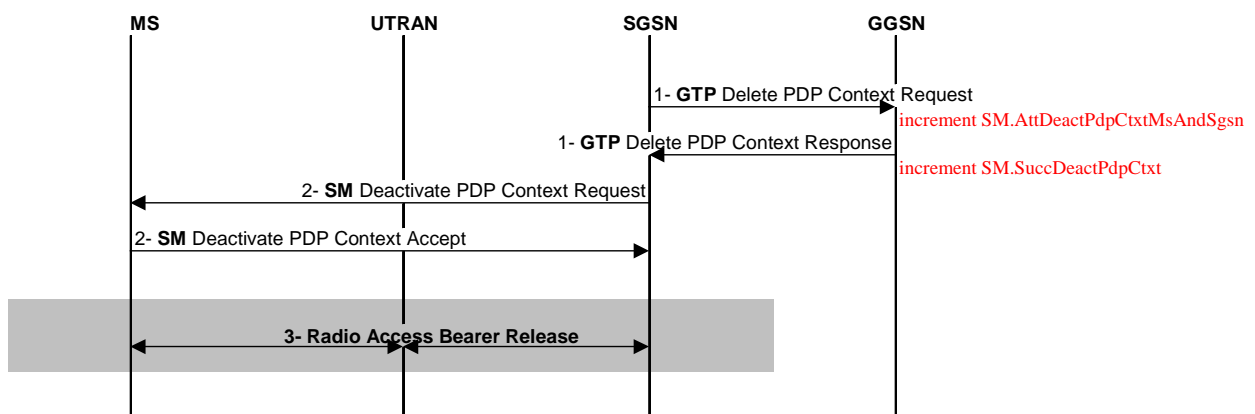 MS UTRAN SGSN GGSN
1- GTP Delete PDP Context Request
increment SM.AttDeactPdpCtxtMsAndSgsn
1- GTP Delete PDP Context Response
increment SM.SuccDeactPdpCtxt
2- SM Deactivate PDP Context Request
2- SM Deactivate PDP Context Accept
3- Radio Access Bearer Release